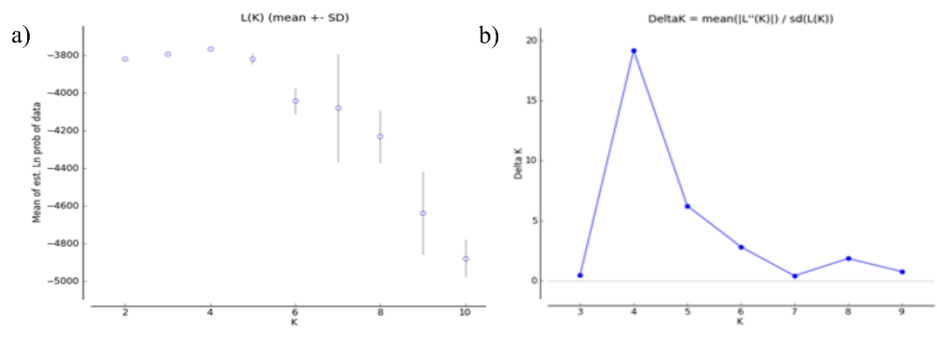 a)
L(K) (mean +- SD)
Mean of est. Ln prob of data
−3800
−4000
−4200
−4400
−4600
−4800
−5000
2 4 6 8 10
K
b)
DeltaK = mean(|L''(K)|) / sd(L(K))
Delta K
20
15
10
5
0
3 4 5 6 7 8 9
K